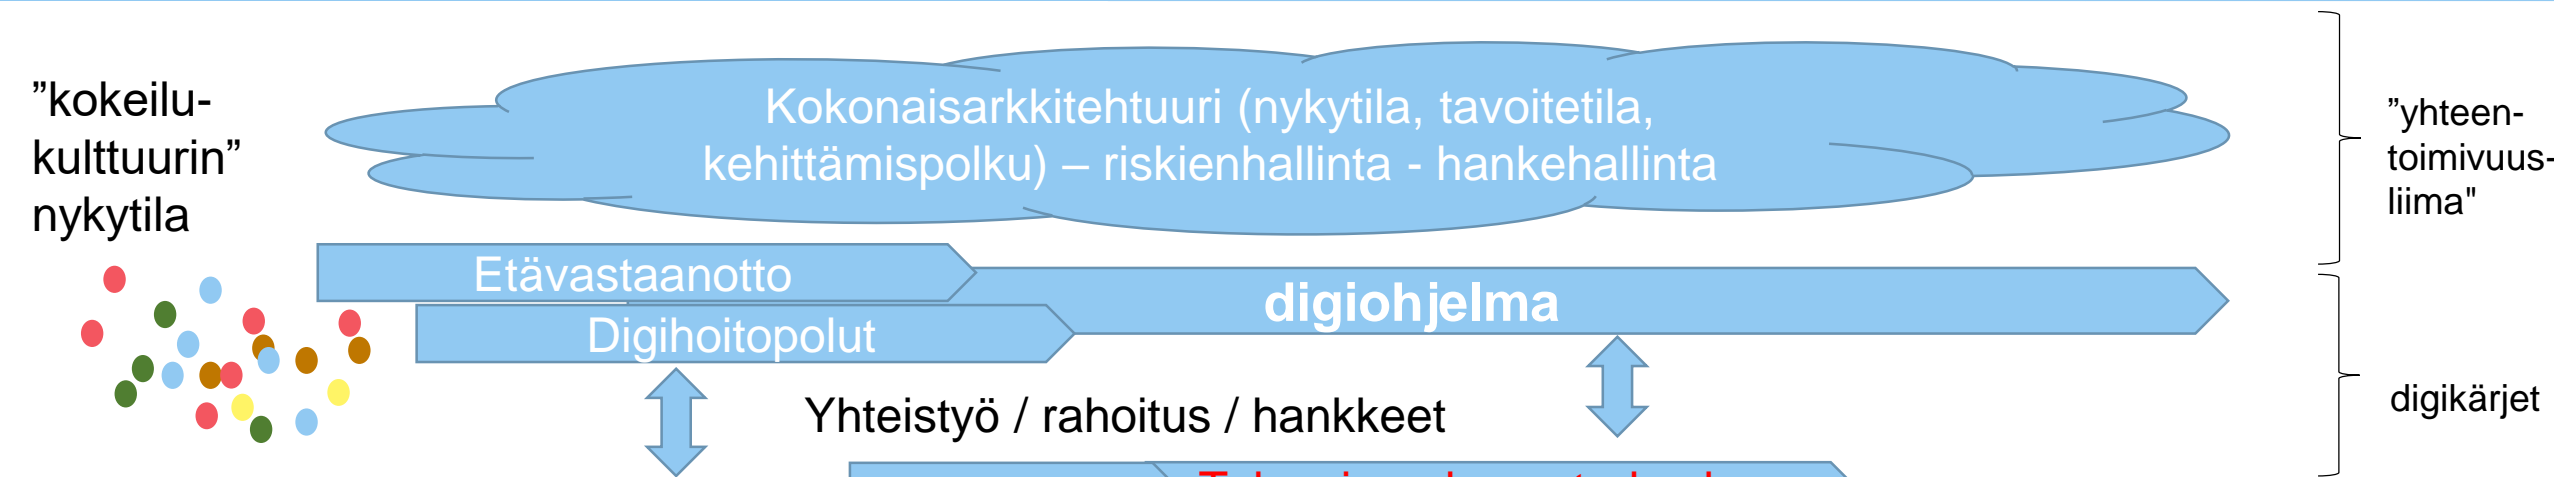 ”kokeilu-
kulttuurin”
nykytila
Kokonaisarkkitehtuuri (nykytila, tavoitetila,
kehittämispolku) – riskienhallinta - hankehallinta
”yhteen-
toimivuus-
liima"
Etävastaanotto
digiohjelma
Digihoitopolut
Yhteistyö / rahoitus / hankkeet
digikärjet